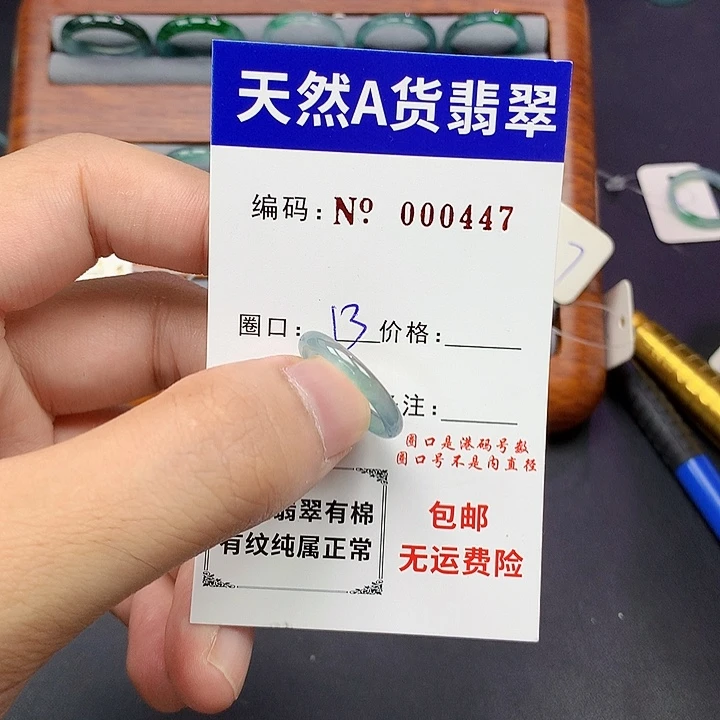 天然A货翡翠
编码：Nº 000447
圈口：13 价格：
注：
圈口是港码号数
圈口号不是内直径
翡翠有棉
有纹纯属正常
包邮
无运费险
7